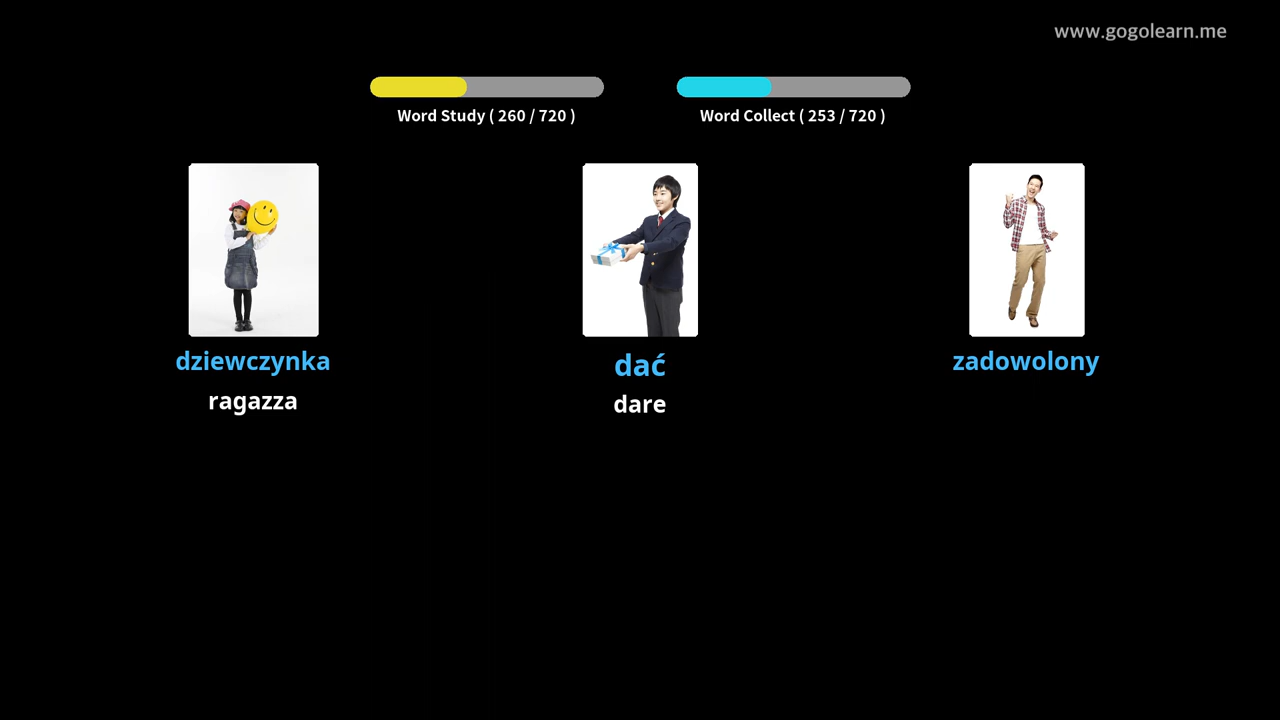 www.gogolearn.me
Word Study ( 260 / 720 )
Word Collect ( 253 / 720 )
dziewczynka
dać
zadowolony
ragazza
dare